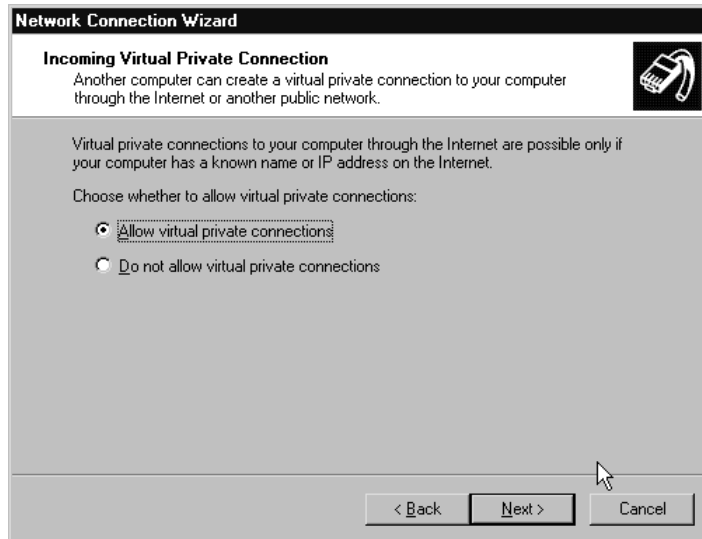 Network Connection Wizard
Incoming Virtual Private Connection
Another computer can create a virtual private connection to your computer
through the Internet or another public network.
Virtual private connections to your computer through the Internet are possible only if
your computer has a known name or IP address on the Internet.
Choose whether to allow virtual private connections:
Allow virtual private connections
Do not allow virtual private connections
< Back
Next >
Cancel